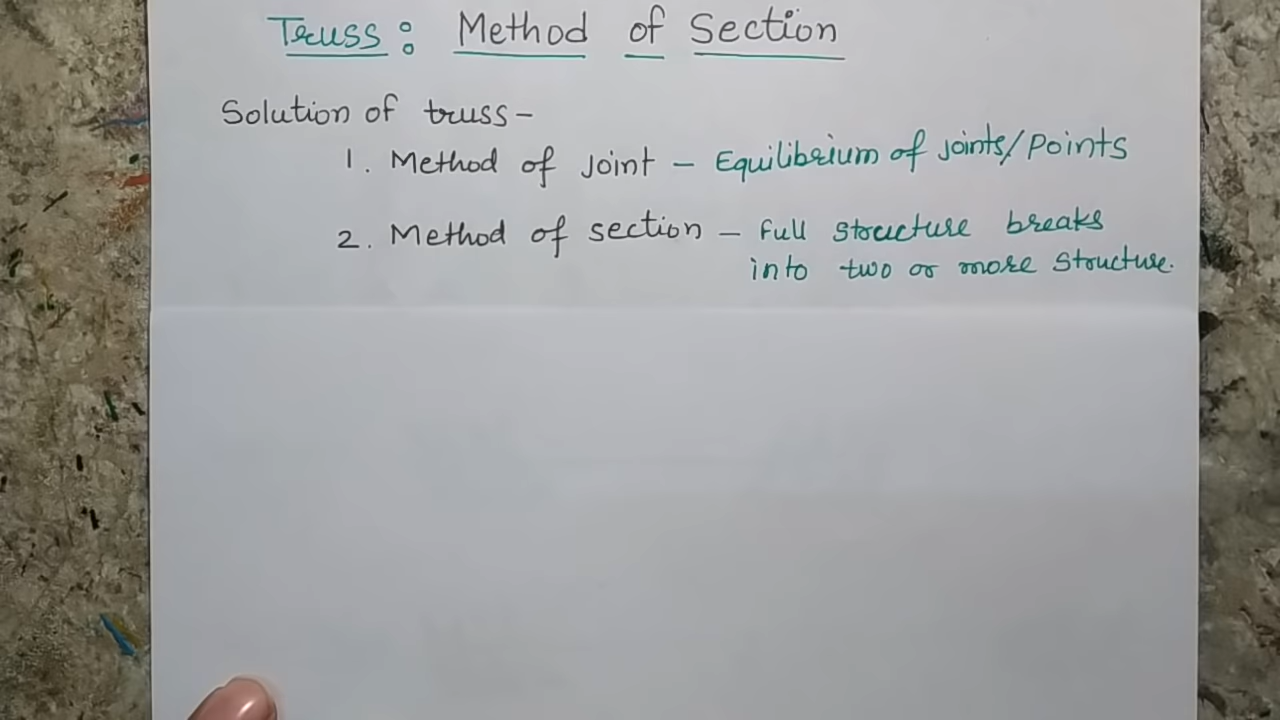 Truss: Method of Section
Solution of truss-
1. Method of joint - Equilibrium of joints/Points
2. Method of section - Full structure breaks
into two or more structure.